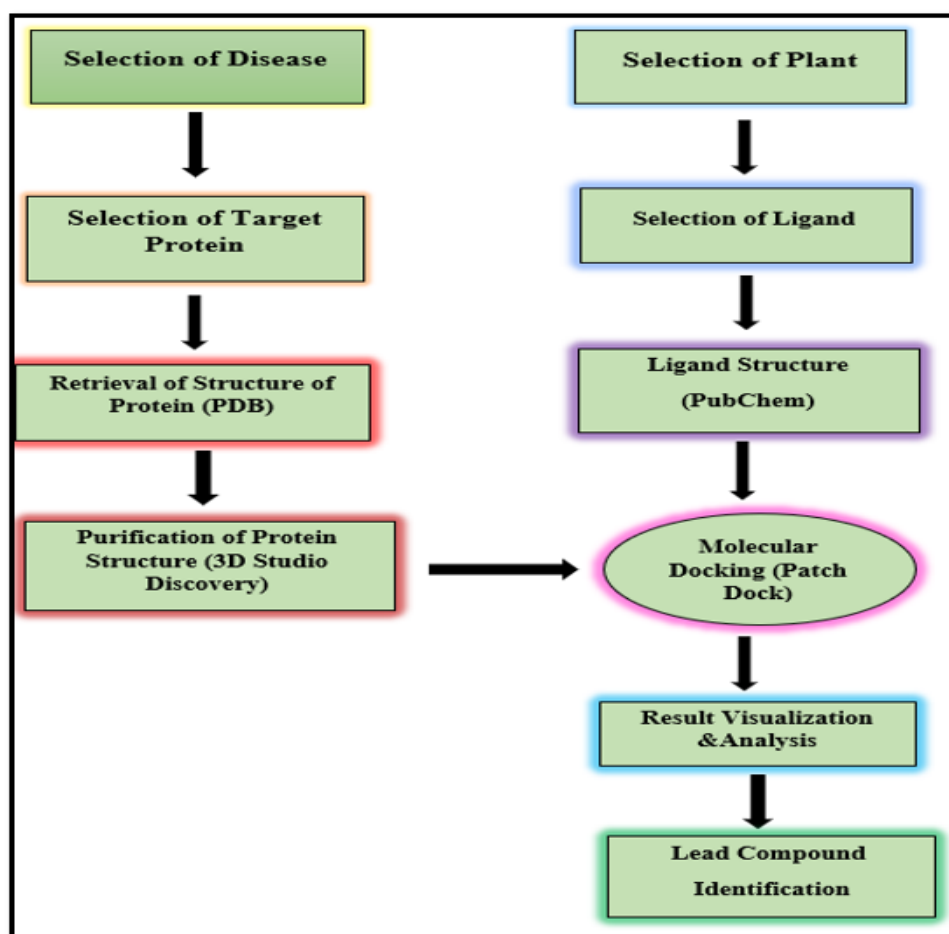 Selection of Disease
Selection of Target
Protein
Retrieval of Structure of
Protein (PDB)
Purification of Protein
Structure (3D Studio
Discovery)
Selection of Plant
Selection of Ligand
Ligand Structure
(PubChem)
Molecular
Docking (Patch
Dock)
Result Visualization
&Analysis
Lead Compound
Identification